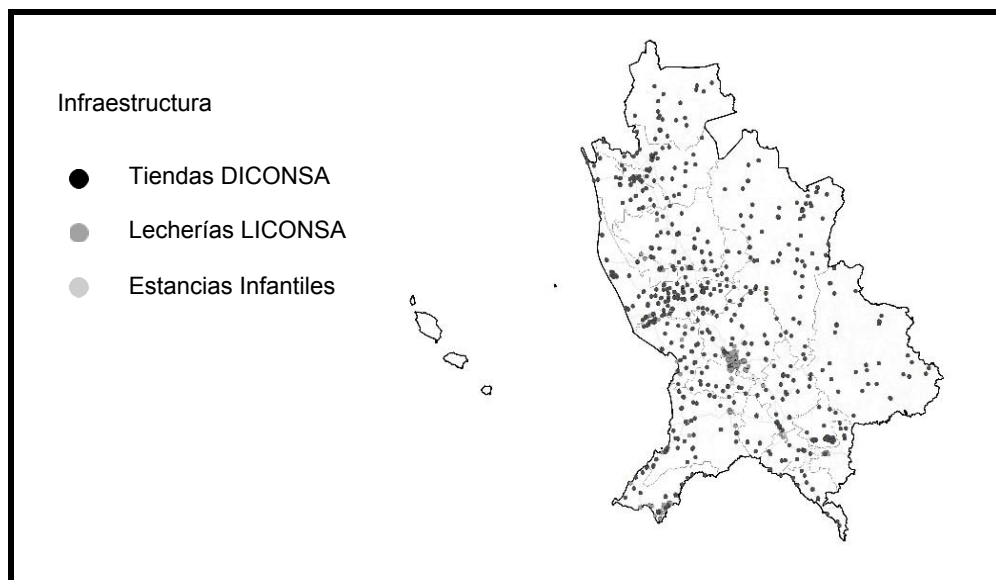 Infraestructura
Tiendas DICONSA
Lecherías LICONSA
Estancias Infantiles